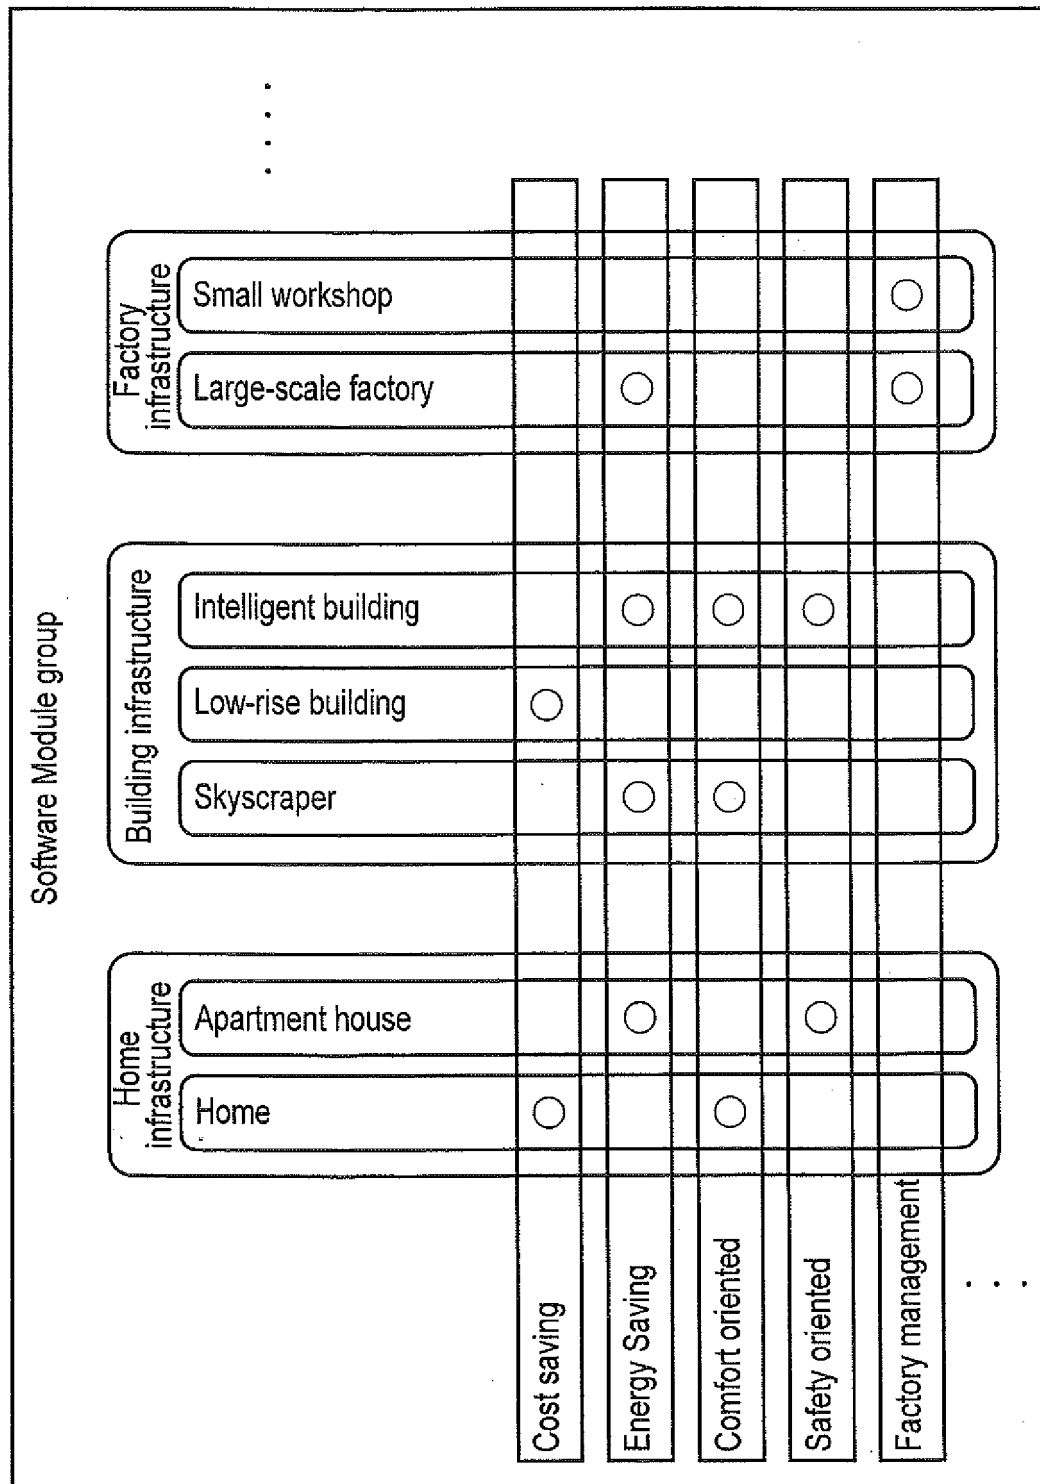 Software Module group
Home
infrastructure
Building infrastructure
Factory
infrastructure
Home
Apartment house
Skyscraper
Low-rise building
Intelligent building
Large-scale factory
Small workshop
Cost saving
Energy Saving
Comfort oriented
Safety oriented
Factory management